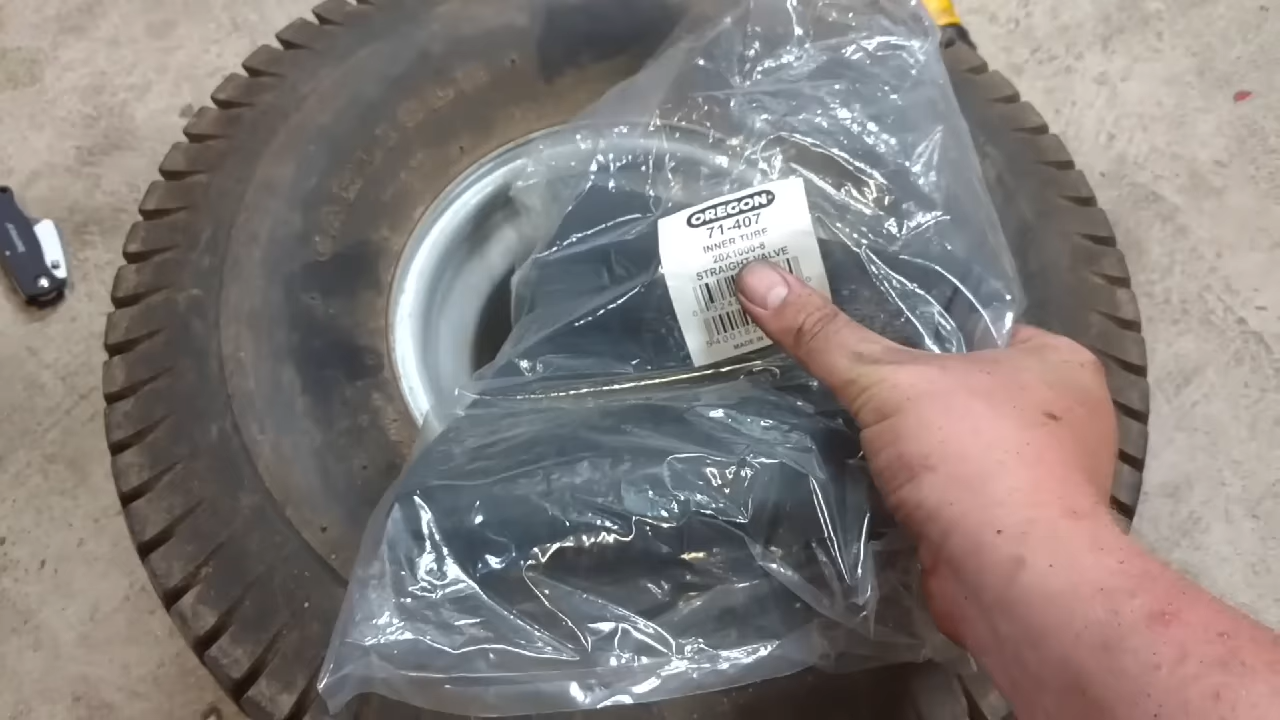 OREGON
71-407
INNER TUBE
20X1000-8
STRAIGHT VALVE
MADE IN